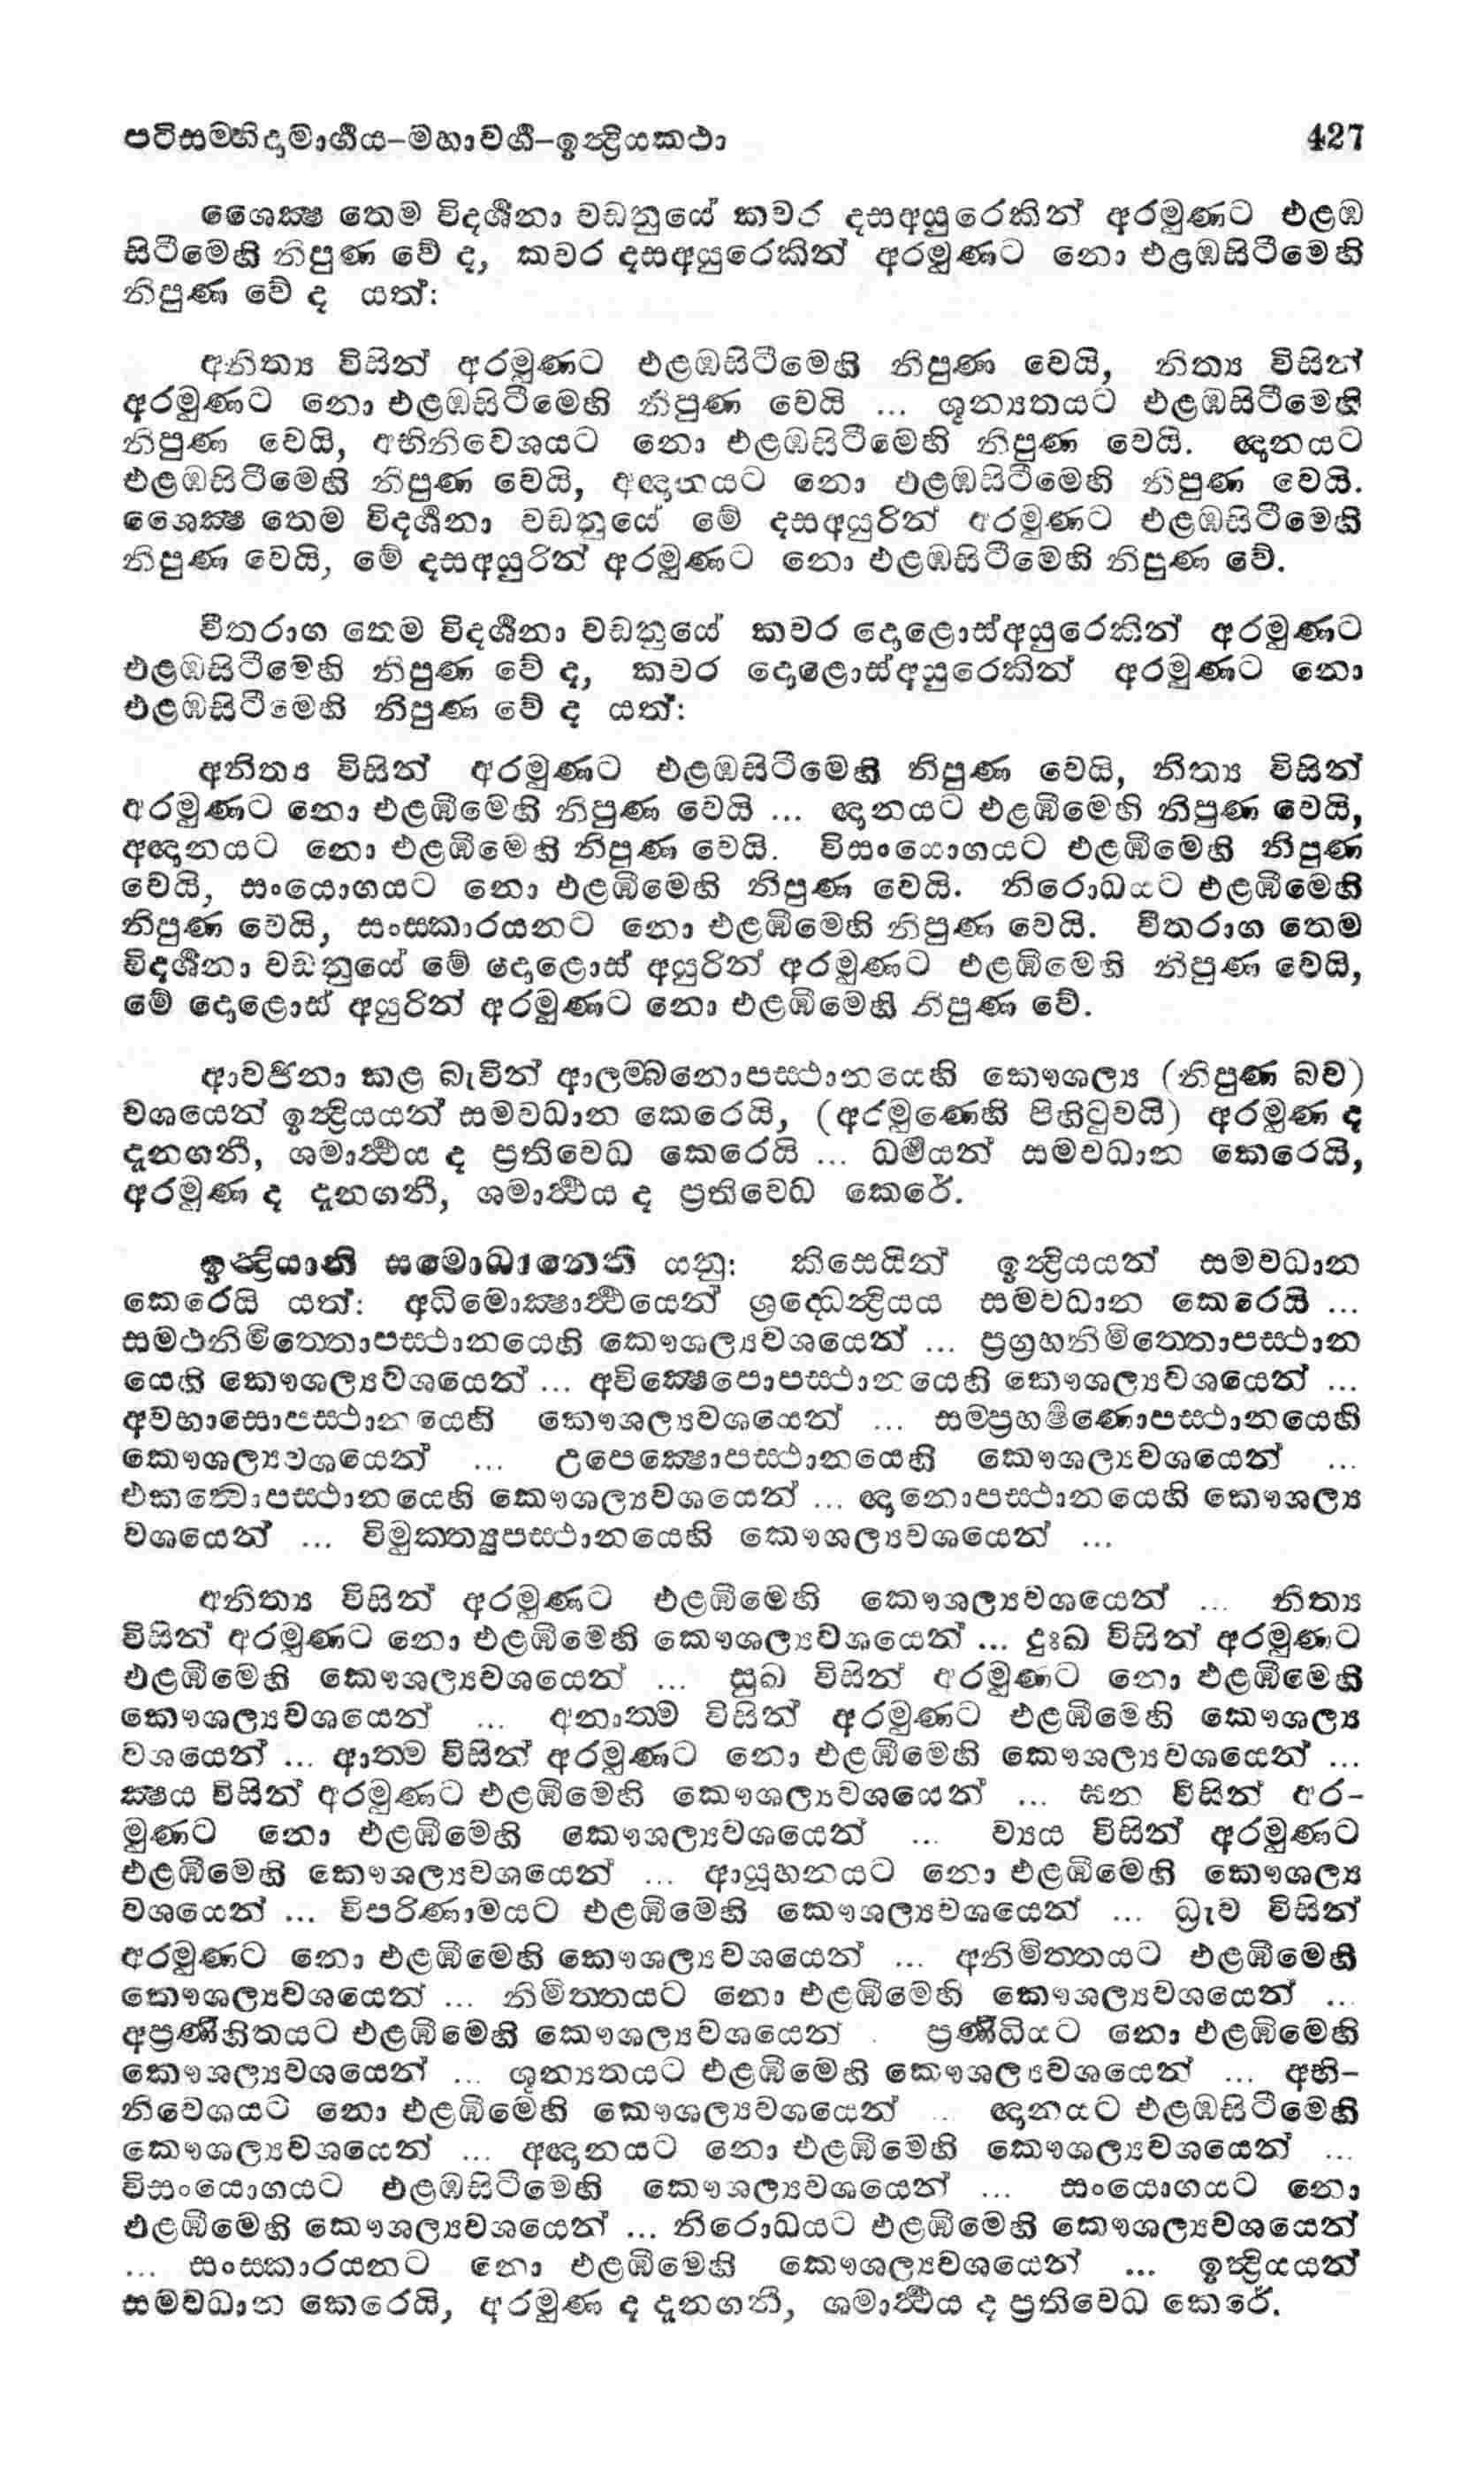 පටිසම්භිදාමාර්‍ගය–මහාවර්‍ග–ඉන්‍ද්‍රියකථා 427
ශෛක්‍ෂ තෙම විදර්‍ශනා වඩනුයේ කවර දසඅයුරෙකින් අරමුණට එළඹ
සිටීමෙහි නිපුණ වේ ද, කවර දසඅයුරෙකින් අරමුණට නො එළඹසිටීමෙහි
නිපුණ වේ ද යත්:
අනිත්‍ය විසින් අරමුණට එළඹසිටීමෙහි නිපුණ වෙයි, නිත්‍ය විසින්
අරමුණට නො එළඹසිටීමෙහි නිපුණ වෙයි ... ශූන්‍යතයට එළඹසිටීමෙහි
නිපුණ වෙයි, අභිනිවෙශයට නො එළඹසිටීමෙහි නිපුණ වෙයි. ඥානයට
එළඹසිටීමෙහි නිපුණ වෙයි, අඥානයට නො එළඹසිටීමෙහි නිපුණ වෙයි.
ශෛක්‍ෂ තෙම විදර්‍ශනා වඩනුයේ මේ දසඅයුරින් අරමුණට එළඹසිටීමෙහි
නිපුණ වෙයි, මේ දසඅයුරින් අරමුණට නො එළඹසිටීමෙහි නිපුණ වේ.
වීතරාග තෙම විදර්‍ශනා වඩනුයේ කවර දොළොස්අයුරෙකින් අරමුණට
එළඹසිටීමෙහි නිපුණ වේ ද, කවර දොළොස්අයුරෙකින් අරමුණට නො
එළඹසිටීමෙහි නිපුණ වේ ද යත්:
අනිත්‍ය විසින් අරමුණට එළඹසිටීමෙහි නිපුණ වෙයි, නිත්‍ය විසින්
අරමුණට නො එළඹීමෙහි නිපුණ වෙයි ... ඥානයට එළඹීමෙහි නිපුණ වෙයි,
අඥානයට නො එළඹීමෙහි නිපුණ වෙයි. විසංයොගයට එළඹීමෙහි නිපුණ
වෙයි, සංයොගයට නො එළඹීමෙහි නිපුණ වෙයි. නිරොධයට එළඹීමෙහි
නිපුණ වෙයි, සංස්කාරයනට නො එළඹීමෙහි නිපුණ වෙයි. වීතරාග තෙම
විදර්‍ශනා වඩනුයේ මේ දොළොස් අයුරින් අරමුණට එළඹීමෙහි නිපුණ වෙයි,
මේ දොළොස් අයුරින් අරමුණට නො එළඹීමෙහි නිපුණ වේ.
ආවර්‍ජනා කළ බැවින් ආලම්බනොපස්ථානයෙහි කෞශල්‍ය (නිපුණ බව)
වශයෙන් ඉන්‍ද්‍රියයන් සමවධාන කෙරෙයි, (අරමුණෙහි පිහිටුවයි) අරමුණ ද
දැනගනී, ශමාර්‍ථය ද ප්‍රතිවෙධ කෙරෙයි ... ධර්‍මයන් සමවධාන කෙරෙයි,
අරමුණ ද දැනගනී, ශමාර්‍ථය ද ප්‍රතිවෙධ කෙරේ.
ඉන්‍ද්‍රියානි සමොධානෙති යනු: කිසෙයින් ඉන්‍ද්‍රියයන් සමවධාන
කෙරෙයි යත්: අධිමොක්‍ෂාර්‍ථයෙන් ශ්‍රද්ධෙන්‍ද්‍රියය සමවධාන කෙරෙයි ...
සමථනිමිත්තොපස්ථානයෙහි කෞශල්‍යවශයෙන් ... ප්‍රග්‍රහනිමිත්තොපස්ථාන
යෙහි කෞශල්‍යවශයෙන් ... අවික්‍ෂෙපොපස්ථානයෙහි කෞශල්‍යවශයෙන් ...
අවභාසොපස්ථානයෙහි කෞශල්‍යවශයෙන් ... සම්ප්‍රහර්‍ෂණොපස්ථානයෙහි
කෞශල්‍යවශයෙන් ... උපෙක්‍ෂොපස්ථානයෙහි කෞශල්‍යවශයෙන් ...
එකත්‍වොපස්ථානයෙහි කෞශල්‍යවශයෙන් ... ඥානොපස්ථානයෙහි කෞශල්‍ය
වශයෙන් ... විමුක්ත්‍යුපස්ථානයෙහි කෞශල්‍යවශයෙන් ...
අනිත්‍ය විසින් අරමුණට එළඹීමෙහි කෞශල්‍යවශයෙන් ... නිත්‍ය
විසින් අරමුණට නො එළඹීමෙහි කෞශල්‍යවශයෙන් ... දුඃඛ විසින් අරමුණට
එළඹීමෙහි කෞශල්‍යවශයෙන් ... සුඛ විසින් අරමුණට නො එළඹීමෙහි
කෞශල්‍යවශයෙන් ... අනාත්ම විසින් අරමුණට එළඹීමෙහි කෞශල්‍ය
වශයෙන් ... ආත්ම විසින් අරමුණට නො එළඹීමෙහි කෞශල්‍යවශයෙන් ...
ක්‍ෂය විසින් අරමුණට එළඹීමෙහි කෞශල්‍යවශයෙන් ... ඝන විසින් අර-
මුණට නො එළඹීමෙහි කෞශල්‍යවශයෙන් ... ව්‍යය විසින් අරමුණට
එළඹීමෙහි කෞශල්‍යවශයෙන් ... ආයූහනයට නො එළඹීමෙහි කෞශල්‍ය
වශයෙන් ... විපරිණාමයට එළඹීමෙහි කෞශල්‍යවශයෙන් ... ධ්‍රැව විසින්
අරමුණට නො එළඹීමෙහි කෞශල්‍යවශයෙන් ... අනිමිත්තයට එළඹීමෙහි
කෞශල්‍යවශයෙන් ... නිමිත්තයට නො එළඹීමෙහි කෞශල්‍යවශයෙන් ...
අප්‍රණිහිතයට එළඹීමෙහි කෞශල්‍යවශයෙන් . ප්‍රණිධියට නො එළඹීමෙහි
කෞශල්‍යවශයෙන් ... ශූන්‍යතයට එළඹීමෙහි කෞශල්‍යවශයෙන් ... අභි-
නිවෙශයට නො එළඹීමෙහි කෞශල්‍යවශයෙන් ... ඥානයට එළඹසිටීමෙහි
කෞශල්‍යවශයෙන් ... අඥානයට නො එළඹීමෙහි කෞශල්‍යවශයෙන් ...
විසංයොගයට එළඹසිටීමෙහි කෞශල්‍යවශයෙන් ... සංයොගයට නො
එළඹීමෙහි කෞශල්‍යවශයෙන් ... නිරොධයට එළඹීමෙහි කෞශල්‍යවශයෙන්
... සංස්කාරයනට නො එළඹීමෙහි කෞශල්‍යවශයෙන් ... ඉන්‍ද්‍රියයන්
සමවධාන කෙරෙයි, අරමුණ ද දැනගනී, ශමාර්‍ථය ද ප්‍රතිවෙධ කෙරේ.